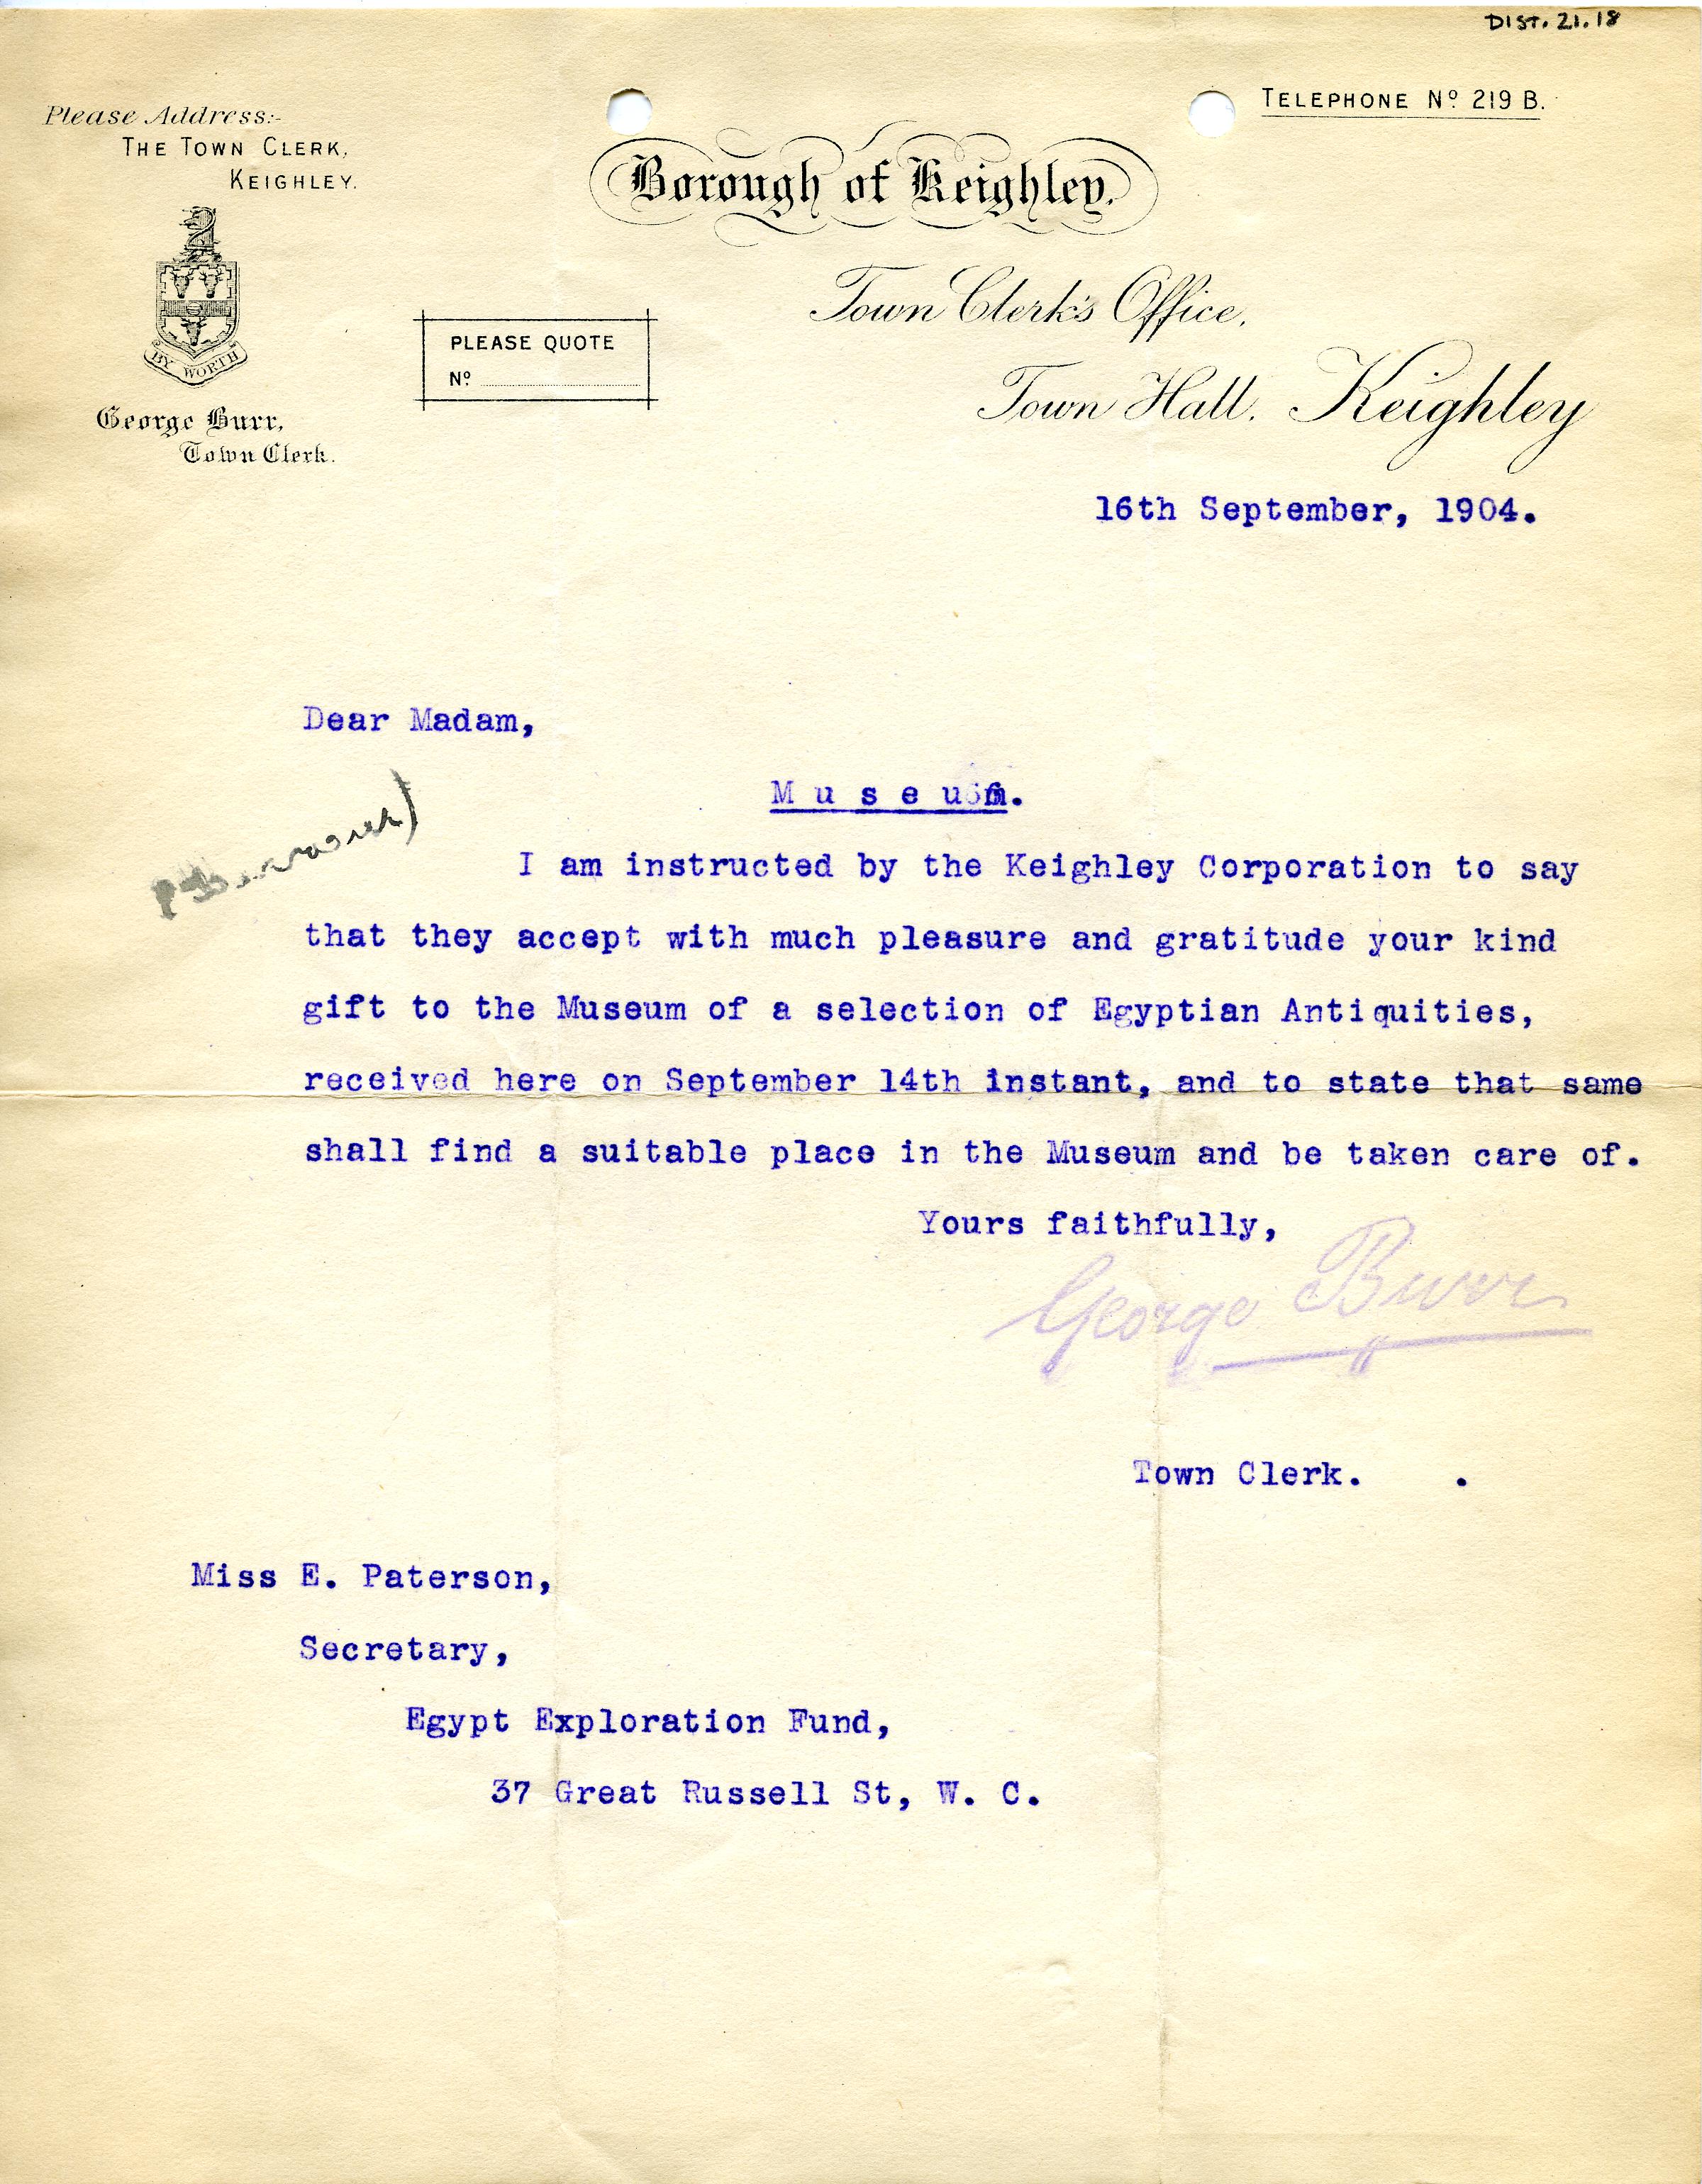 DIST. 21.18
Please Address:-
THE TOWN CLERK,
KEIGHLEY.
TELEPHONE Nº 219 B.
Borough of Keighley.
BY WORTH
George Burr,
Town Clerk.
PLEASE QUOTE
Nº
Town Clerk's Office,
Town Hall. Keighley
16th September, 1904.
Dear Madam,
M u s e u m.
I am instructed by the Keighley Corporation to say
that they accept with much pleasure and gratitude your kind
gift to the Museum of a selection of Egyptian Antiquities,
received here on September 14th instant, and to state that same
shall find a suitable place in the Museum and be taken care of.
Yours faithfully,
George Burr
Town Clerk.
Miss E. Paterson,
Secretary,
Egypt Exploration Fund,
37 Great Russell St, W. C.